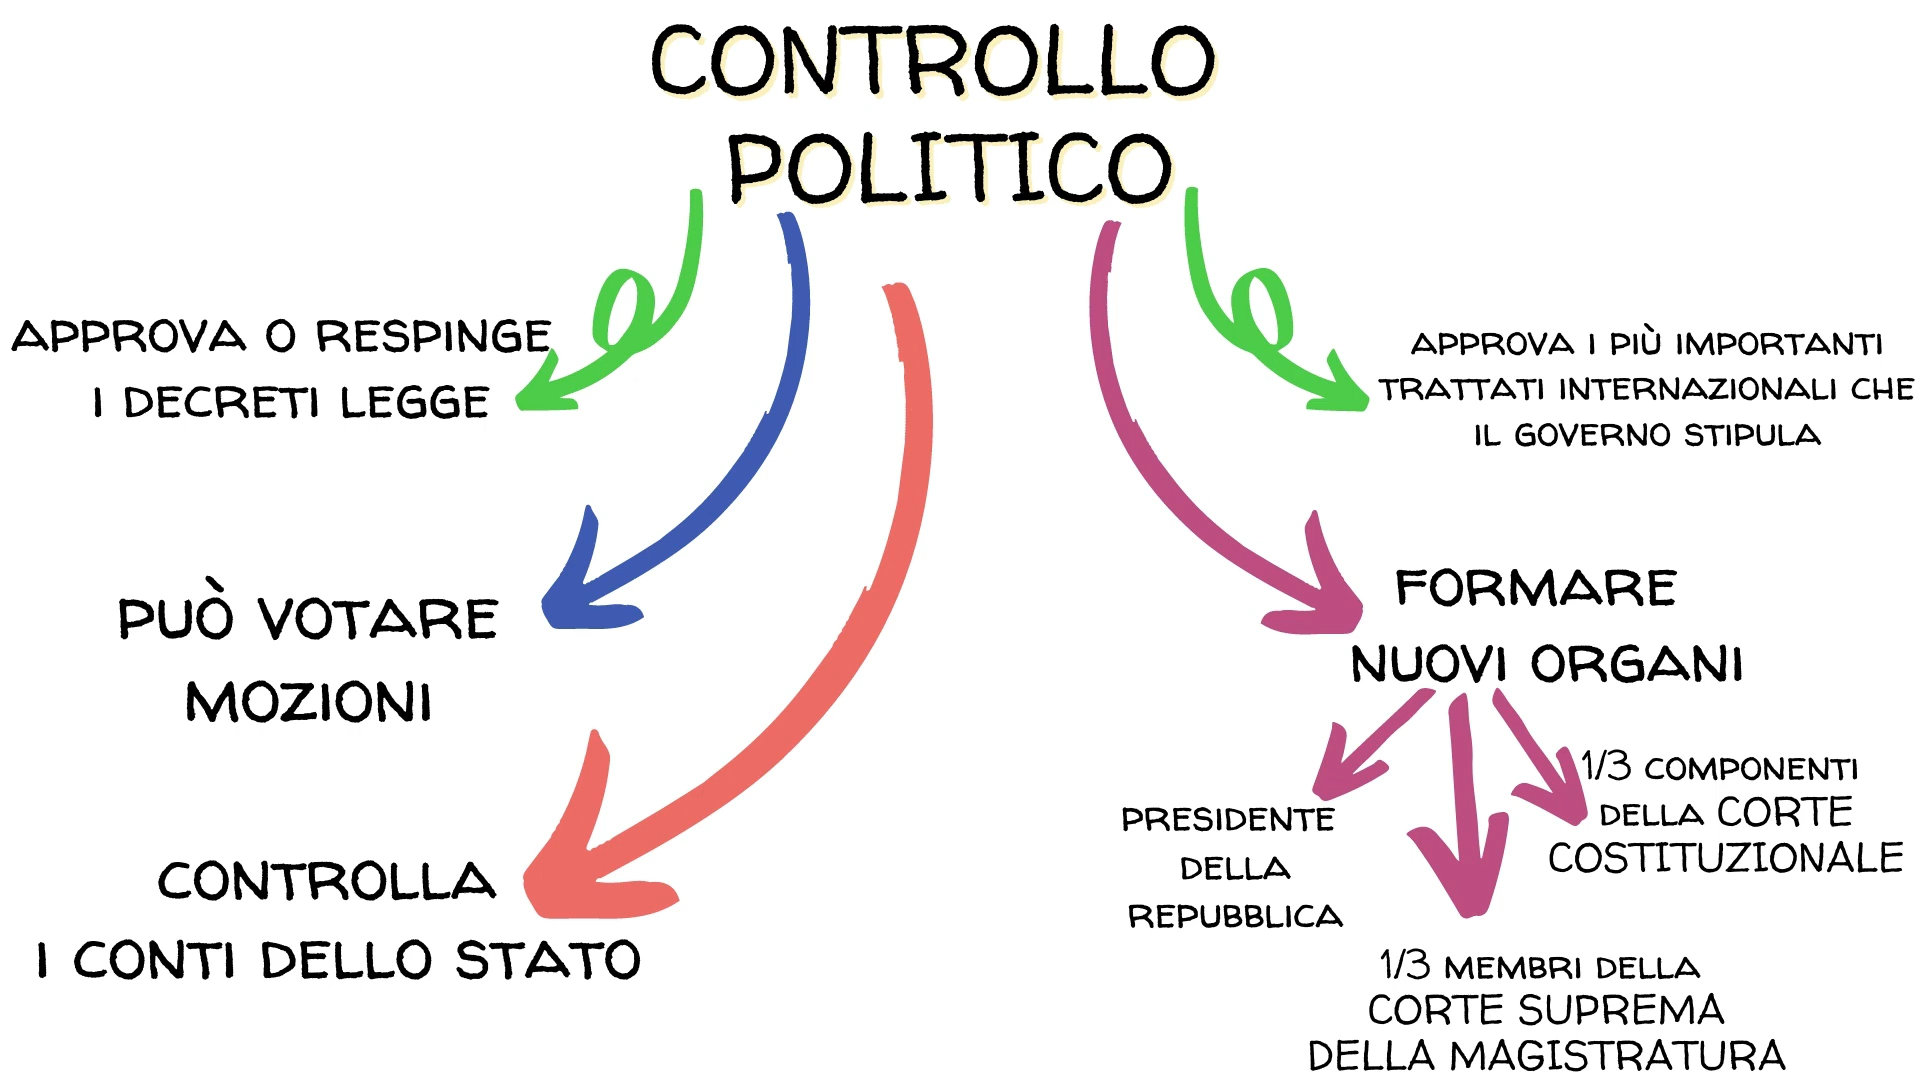 CONTROLLO
POLITICO
APPROVA O RESPINGE
I DECRETI LEGGE
PUÒ VOTARE
MOZIONI
CONTROLLA
I CONTI DELLO STATO
APPROVA I PIÙ IMPORTANTI
TRATTATI INTERNAZIONALI CHE
IL GOVERNO STIPULA
FORMARE
NUOVI ORGANI
PRESIDENTE
DELLA
REPUBBLICA
1/3 MEMBRI DELLA
CORTE SUPREMA
DELLA MAGISTRATURA
1/3 COMPONENTI
DELLA CORTE
COSTITUZIONALE